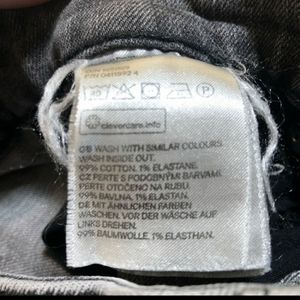 P/N 0411992 4
clevercare.info
GB WASH WITH SIMILAR COLOURS.
WASH INSIDE OUT.
99% COTTON. 1% ELASTANE.
CZ PERTE S PODOBNÝMI BARVAMI.
PERTE OTOČENO NA RUBU.
99% BAVLNA. 1% ELASTAN.
DE MIT ÄHNLICHEN FARBEN
WASCHEN. VOR DER WÄSCHE AUF
LINKS DREHEN.
99% BAUMWOLLE. 1% ELASTHAN.